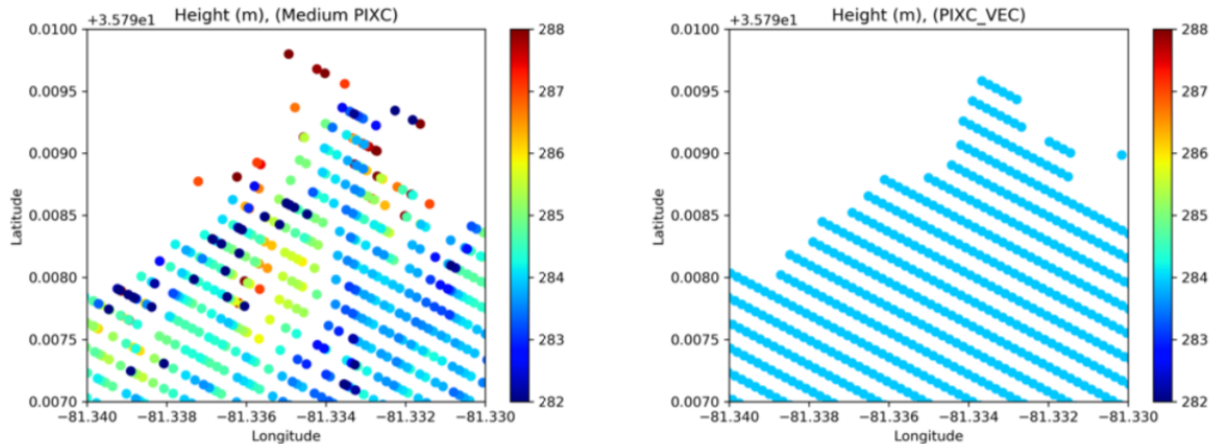 Height (m), (Medium PIXC)
+3.579e1
0.0100
0.0095
0.0090
0.0085
0.0080
0.0075
0.0070
Latitude
−81.340 −81.338 −81.336 −81.334 −81.332 −81.330
Longitude
288
287
286
285
284
283
282
Height (m), (PIXC_VEC)
+3.579e1
0.0100
0.0095
0.0090
0.0085
0.0080
0.0075
0.0070
Latitude
−81.340 −81.338 −81.336 −81.334 −81.332 −81.330
Longitude
288
287
286
285
284
283
282